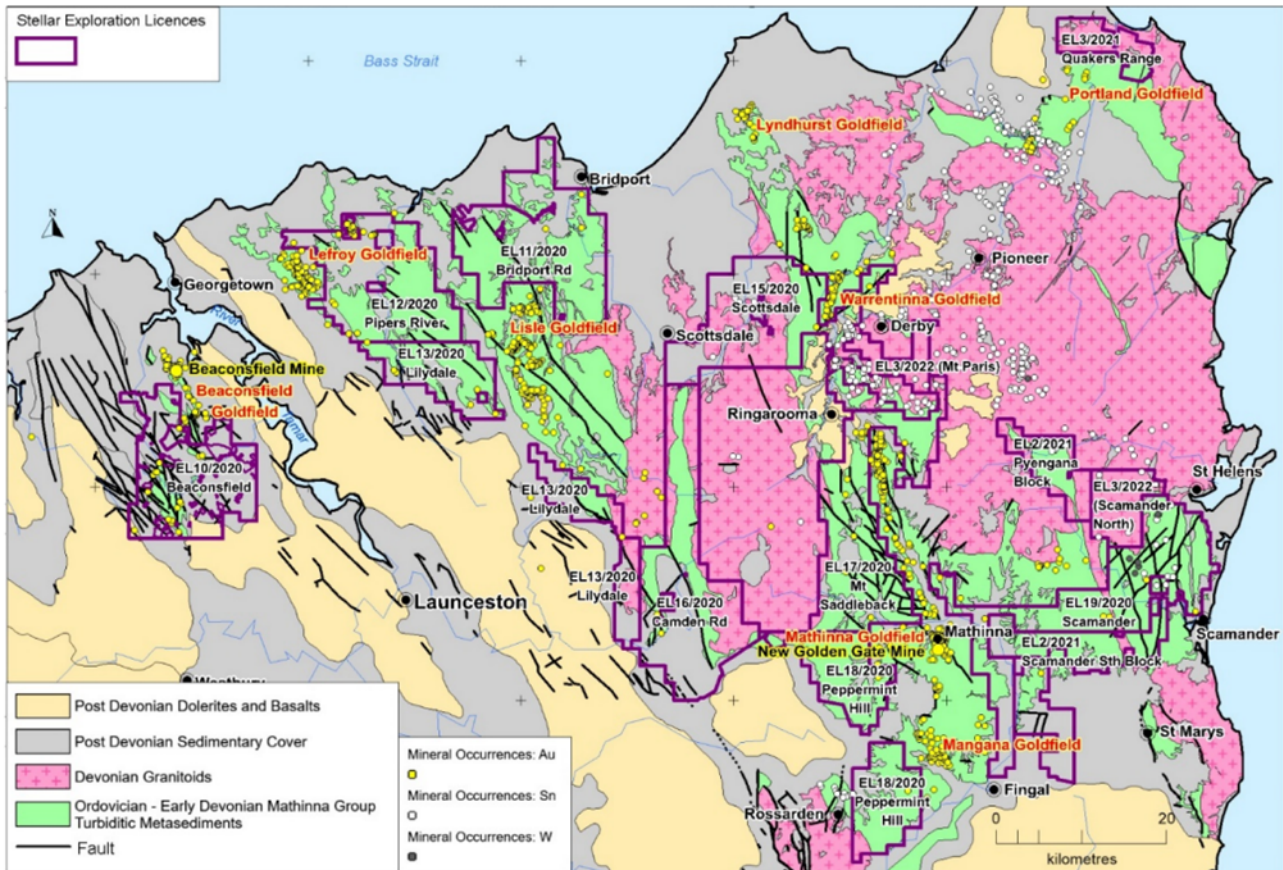 Stellar Exploration Licences
Bass Strait
EL3/2021
Quakers Range
Portland Goldfield
Lyndhurst Goldfield
Bridport
N
Lefroy Goldfield
EL11/2020
Bridport Rd
Pioneer
Georgetown
River
EL12/2020
Pipers River
EL15/2020
Scottsdale
Warrentinna Goldfield
Lisle Goldfield
Scottsdale
Derby
EL13/2020
Lilydale
Beaconsfield Mine
EL3/2022 (Mt Paris)
Beaconsfield
Goldfield
Tamar
Ringarooma
EL2/2021
Pyengana
Block
St Helens
EL10/2020
Beaconsfield
EL13/2020
Lilydale
EL3/2022
(Scamander
North)
EL13/2020
Lilydale
EL17/2020
Mt
Saddleback
Launceston
EL16/2020
Camden Rd
EL19/2020
Scamander
Mathinna Goldfield
Mathinna
Scamander
New Golden Gate Mine
EL2/2021
Scamander Sth Block
EL18/2020
Peppermint
Hill
Post Devonian Dolerites and Basalts
Post Devonian Sedimentary Cover
Devonian Granitoids
Ordovician - Early Devonian Mathinna Group
Turbiditic Metasediments
Fault
Mineral Occurrences: Au
Mineral Occurrences: Sn
Mineral Occurrences: W
St Marys
Mangana Goldfield
EL18/2020
Peppermint
Hill
Fingal
Rossarden
0 20
kilometres